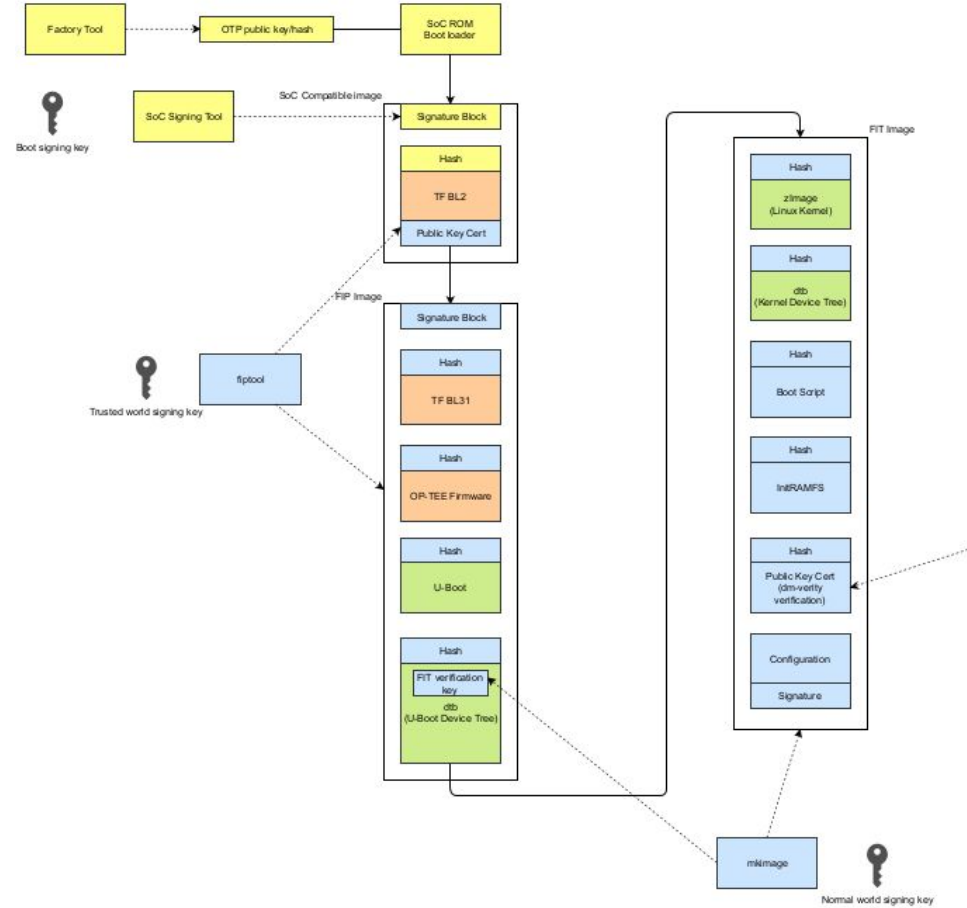 Factory Tool
OTP public key/hash
SoC ROM
Boot loader
SoC Compatible image
Boot signing key
SoC Signing Tool
Signature Block
Hash
TF BL2
Public Key Cert
FIP Image
Signature Block
Hash
TF BL31
fiptool
Trusted world signing key
Hash
OP-TEE Firmware
Hash
U-Boot
Hash
FIT verification
key
dtb
(U-Boot Device Tree)
FIT Image
Hash
zImage
(Linux Kernel)
Hash
dtb
(Kernel Device Tree)
Hash
Boot Script
Hash
InitRAMFS
Hash
Public Key Cert
(dm-verity
verification)
Configuration
Signature
mkimage
Normal world signing key